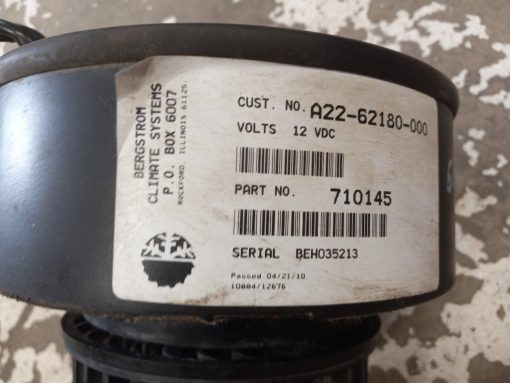 BERGSTROM
CLIMATE SYSTEMS
P.O. BOX 6007
ROCKFORD, ILLINOIS 61125
CUST. NO. A22-62180-000
VOLTS 12 VDC
PART NO. 710145
SERIAL BEH035213
Passed 04/21/10
10884/12676